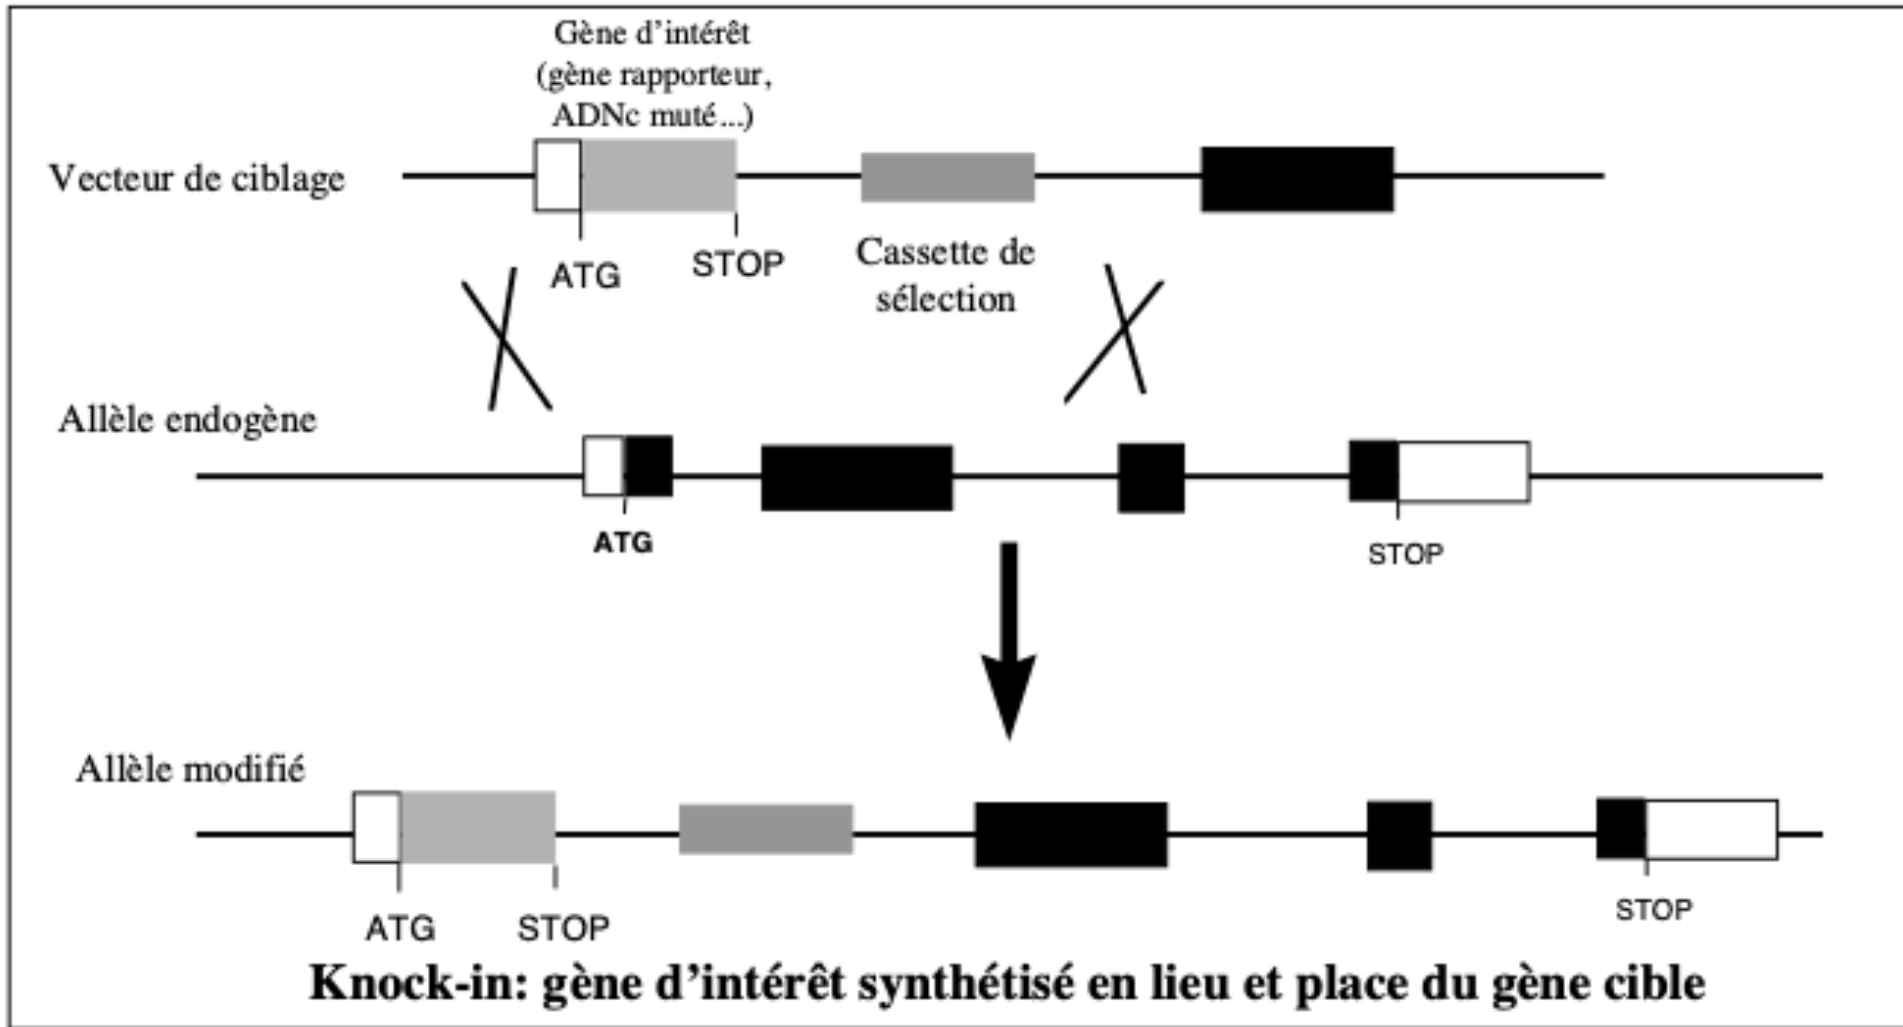 Gène d'intérêt
(gène rapporteur,
ADNc muté...)
Vecteur de ciblage
ATG
STOP
Cassette de
sélection
Allèle endogène
ATG
STOP
Allèle modifié
ATG
STOP
STOP
Knock-in: gène d'intérêt synthétisé en lieu et place du gène cible